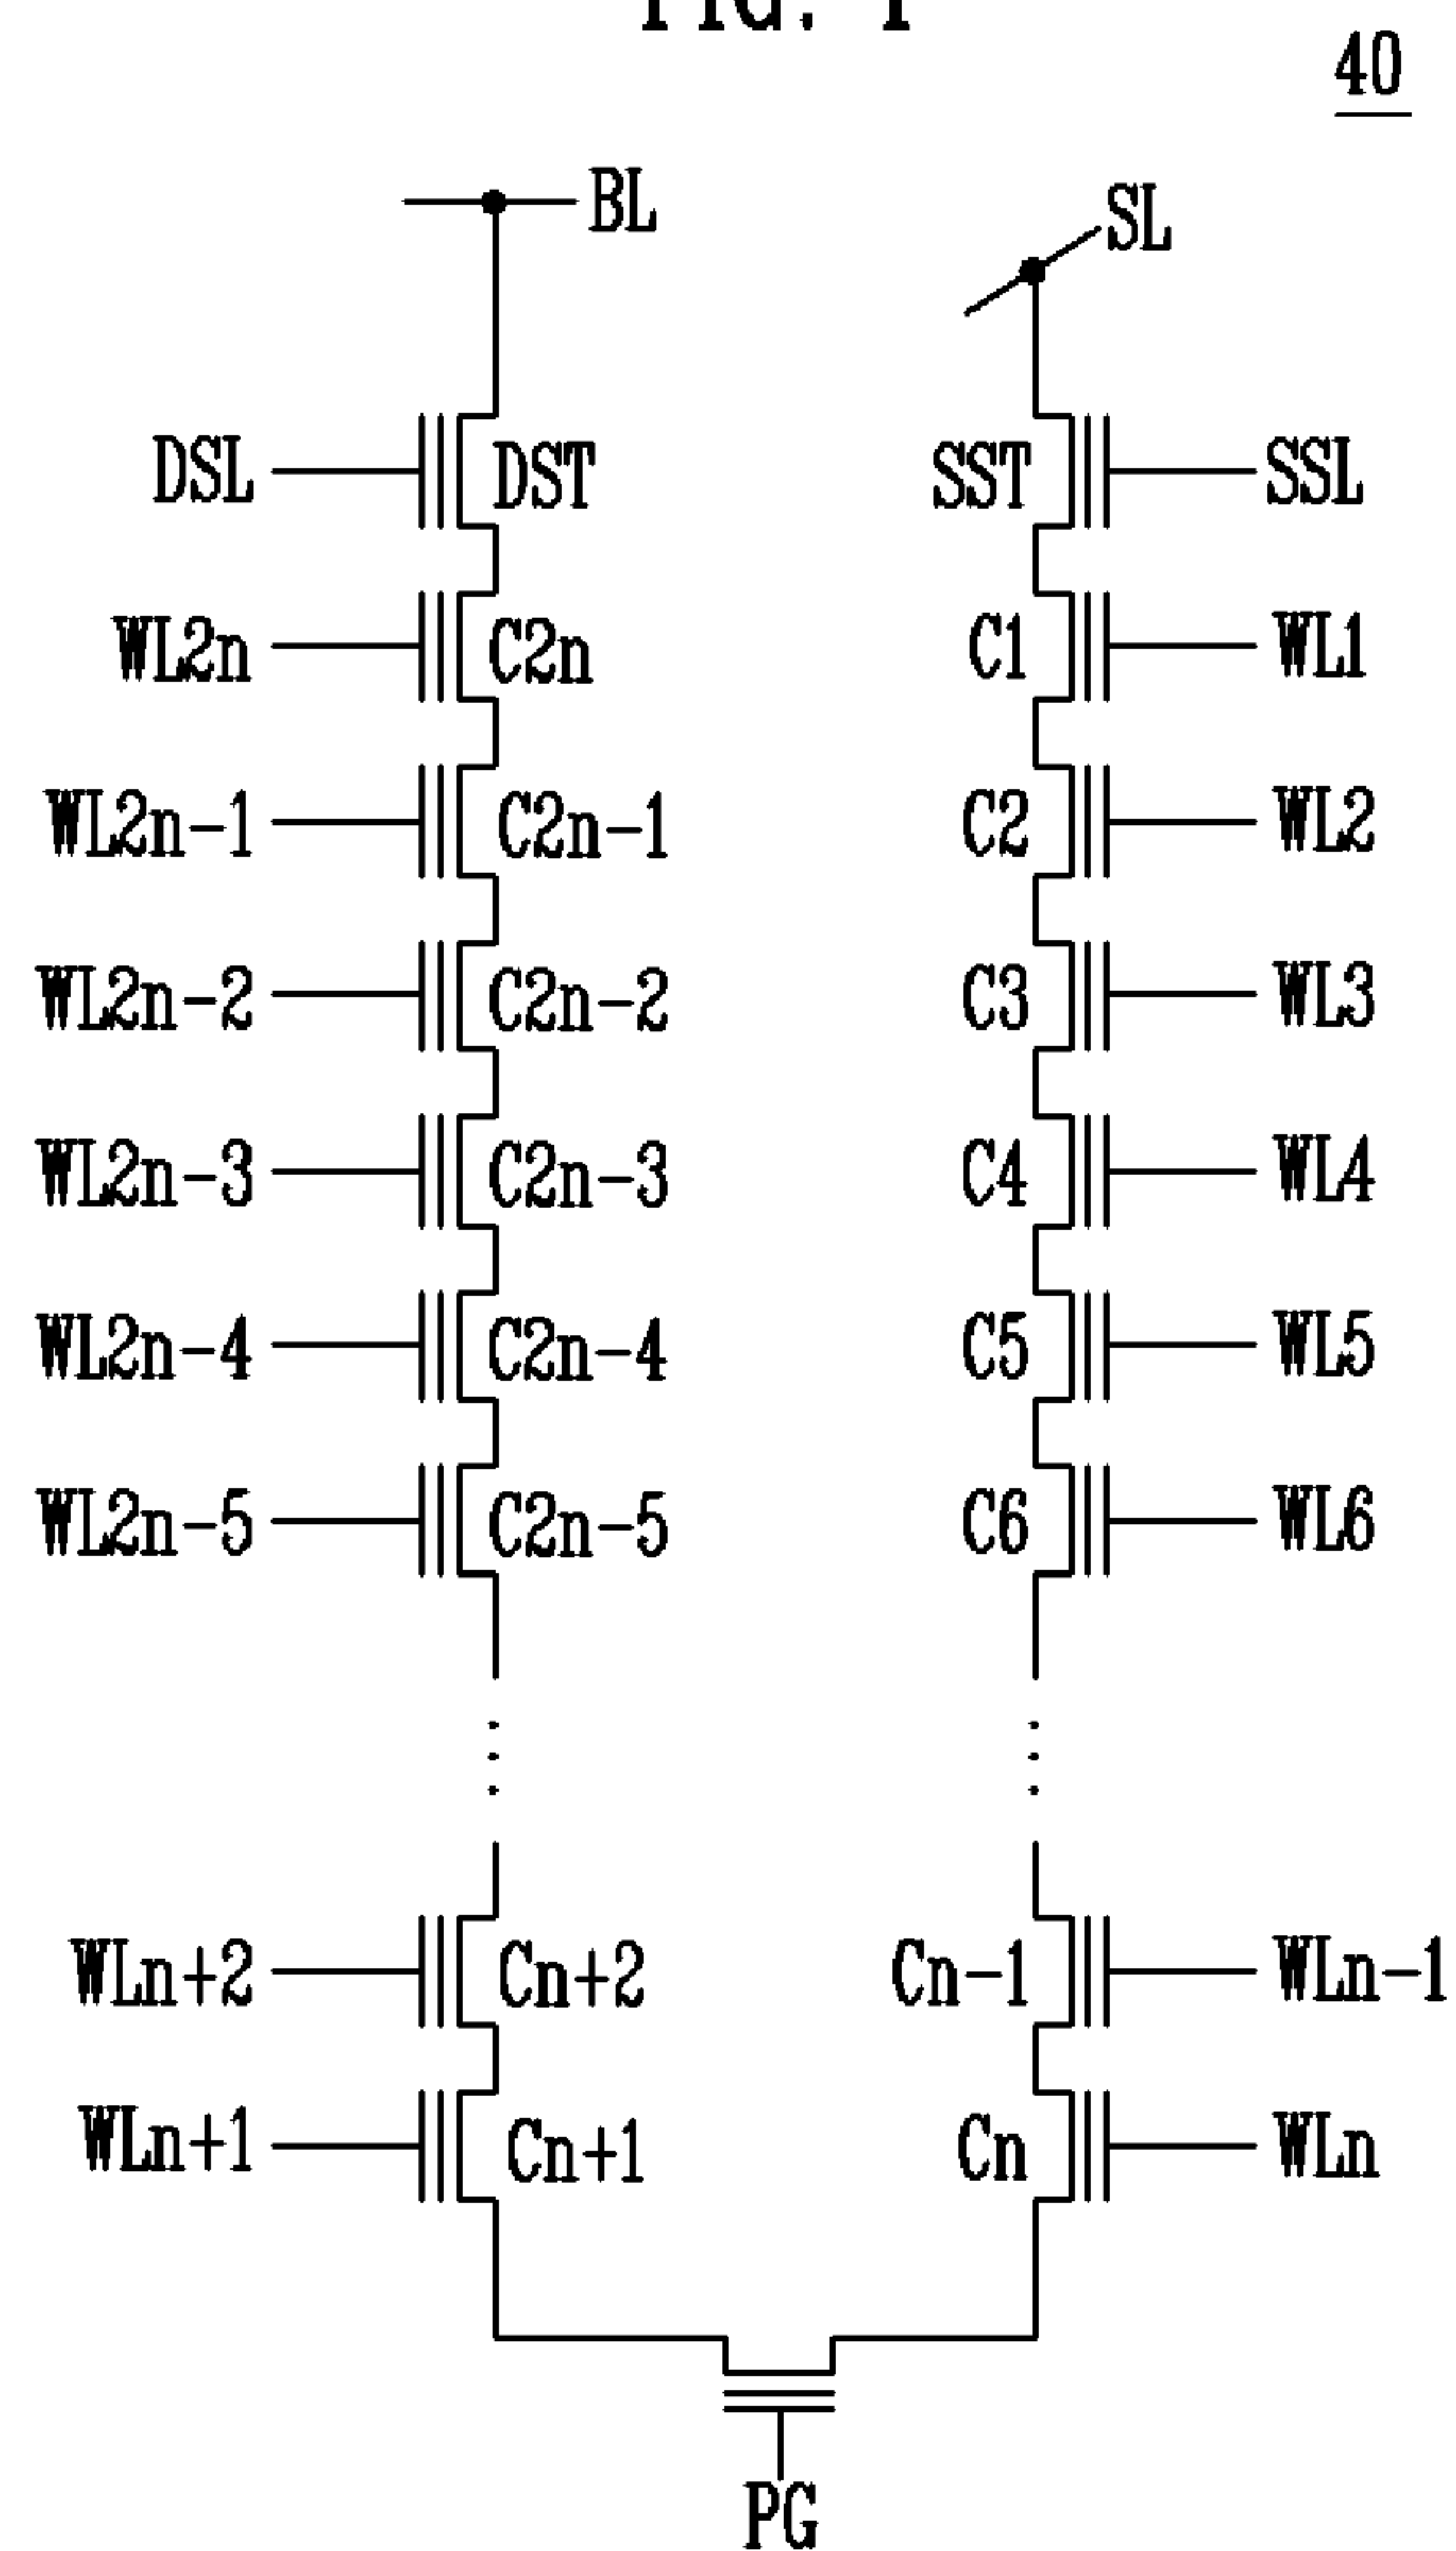 40
BL
SL
DSL DST SST SSL
WL2n C2n C1 WL1
WL2n-1 C2n-1 C2 WL2
WL2n-2 C2n-2 C3 WL3
WL2n-3 C2n-3 C4 WL4
WL2n-4 C2n-4 C5 WL5
WL2n-5 C2n-5 C6 WL6
WLn+2 Cn+2 Cn-1 WLn-1
WLn+1 Cn+1 Cn WLn
PG